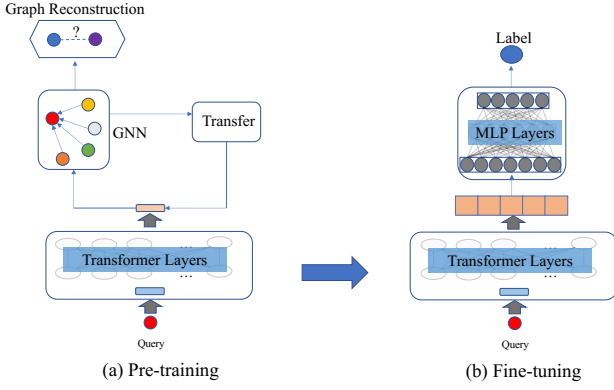 Graph Reconstruction
?
GNN
Transfer
Transformer Layers
...
...
Query
(a) Pre-training
Label
MLP Layers
Transformer Layers
...
...
Query
(b) Fine-tuning